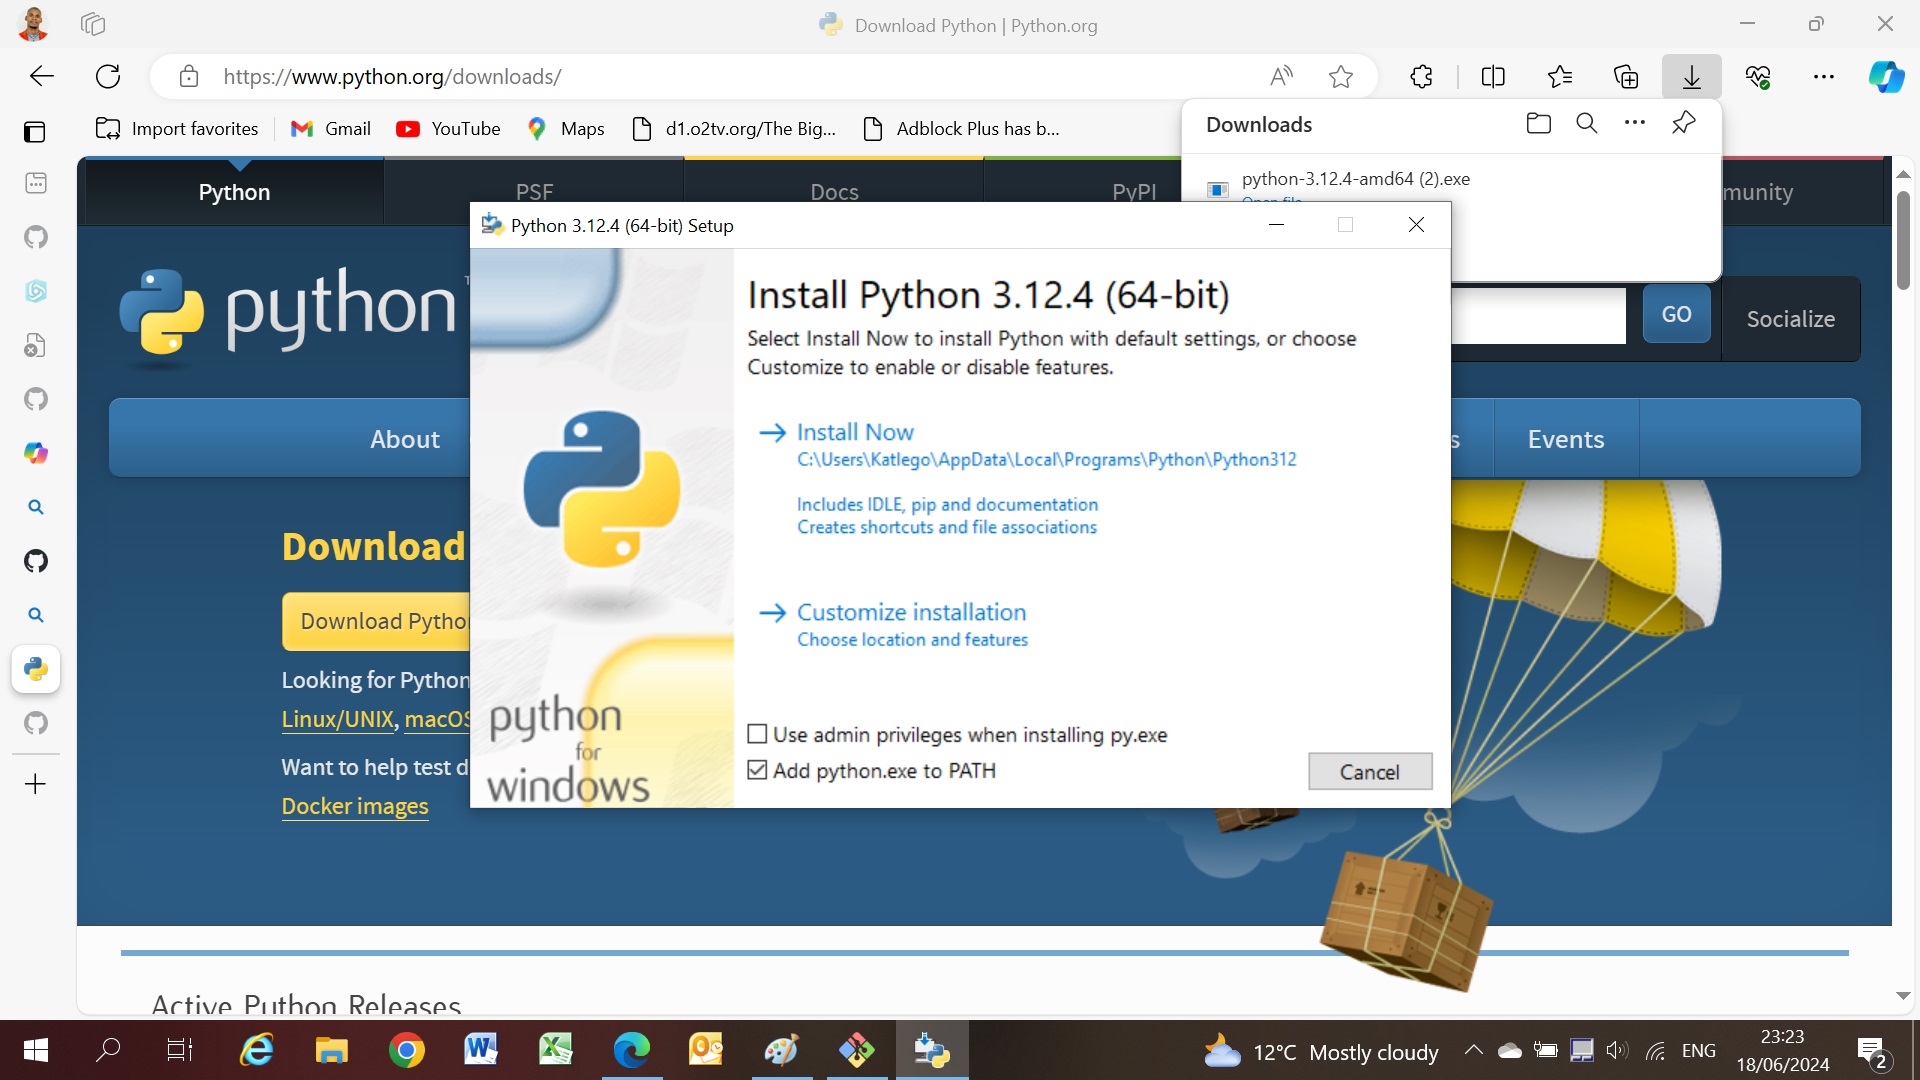 Download Python | Python.org
https://www.python.org/downloads/
Import favorites
Gmail
YouTube
Maps
d1.o2tv.org/The Big...
Adblock Plus has b...
Downloads
python-3.12.4-amd64 (2).exe
Open file
Python
PSF
Docs
PyPI
munity
Python 3.12.4 (64-bit) Setup
python
GO
Socialize
Install Python 3.12.4 (64-bit)
Select Install Now to install Python with default settings, or choose
Customize to enable or disable features.
About
s
Events
Install Now
C:\Users\Katlego\AppData\Local\Programs\Python\Python312
Includes IDLE, pip and documentation
Creates shortcuts and file associations
Download
Download Pytho
Customize installation
Choose location and features
Looking for Python
Linux/UNIX, macOS
Want to help test d
Docker images
python
for
windows
Use admin privileges when installing py.exe
Add python.exe to PATH
Cancel
Active Python Releases
12°C Mostly cloudy
ENG
23:23
18/06/2024
2